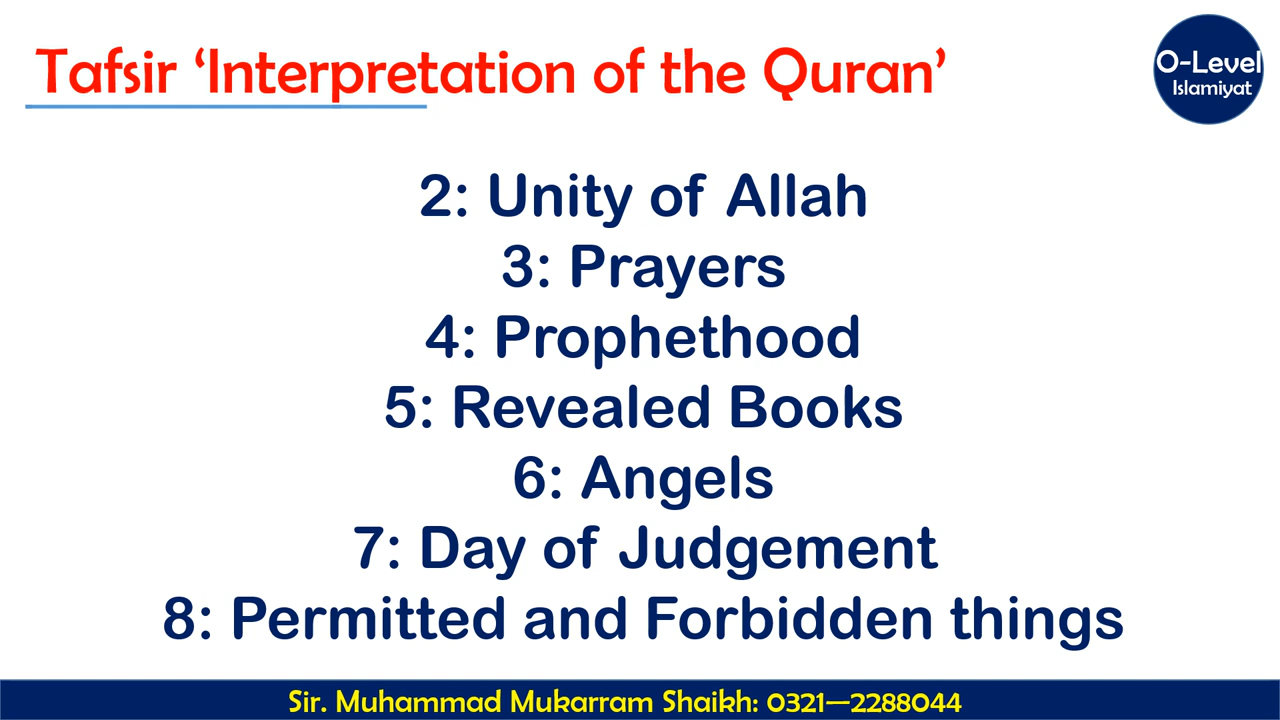 Tafsir ‘Interpretation of the Quran’
O-Level
Islamiyat
2: Unity of Allah
3: Prayers
4: Prophethood
5: Revealed Books
6: Angels
7: Day of Judgement
8: Permitted and Forbidden things
Sir. Muhammad Mukarram Shaikh: 0321—2288044